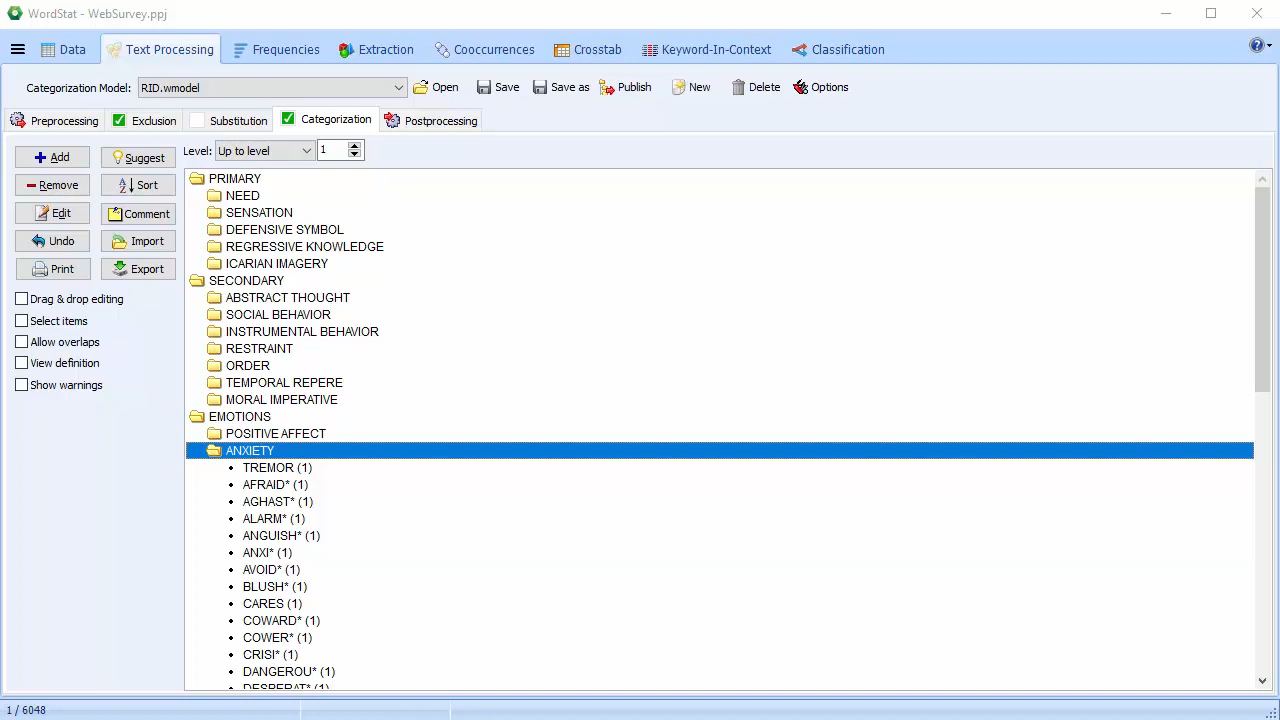 WordStat - WebSurvey.ppj
Data Text Processing Frequencies Extraction Cooccurrences Crosstab Keyword-In-Context Classification
Categorization Model: RID.wmodel Open Save Save as Publish New Delete Options
Preprocessing Exclusion Substitution Categorization Postprocessing
Add Suggest Level: Up to level 1
Remove Sort
Edit Comment
Undo Import
Print Export
Drag & drop editing
Select items
Allow overlaps
View definition
Show warnings
PRIMARY
NEED
SENSATION
DEFENSIVE SYMBOL
REGRESSIVE KNOWLEDGE
ICARIAN IMAGERY
SECONDARY
ABSTRACT THOUGHT
SOCIAL BEHAVIOR
INSTRUMENTAL BEHAVIOR
RESTRAINT
ORDER
TEMPORAL REPERE
MORAL IMPERATIVE
EMOTIONS
POSITIVE AFFECT
ANXIETY
• TREMOR (1)
• AFRAID* (1)
• AGHAST* (1)
• ALARM* (1)
• ANGUISH* (1)
• ANXI* (1)
• AVOID* (1)
• BLUSH* (1)
• CARES (1)
• COWARD* (1)
• COWER* (1)
• CRISI* (1)
• DANGEROU* (1)
• DESPERAT* (1)
1 / 6048